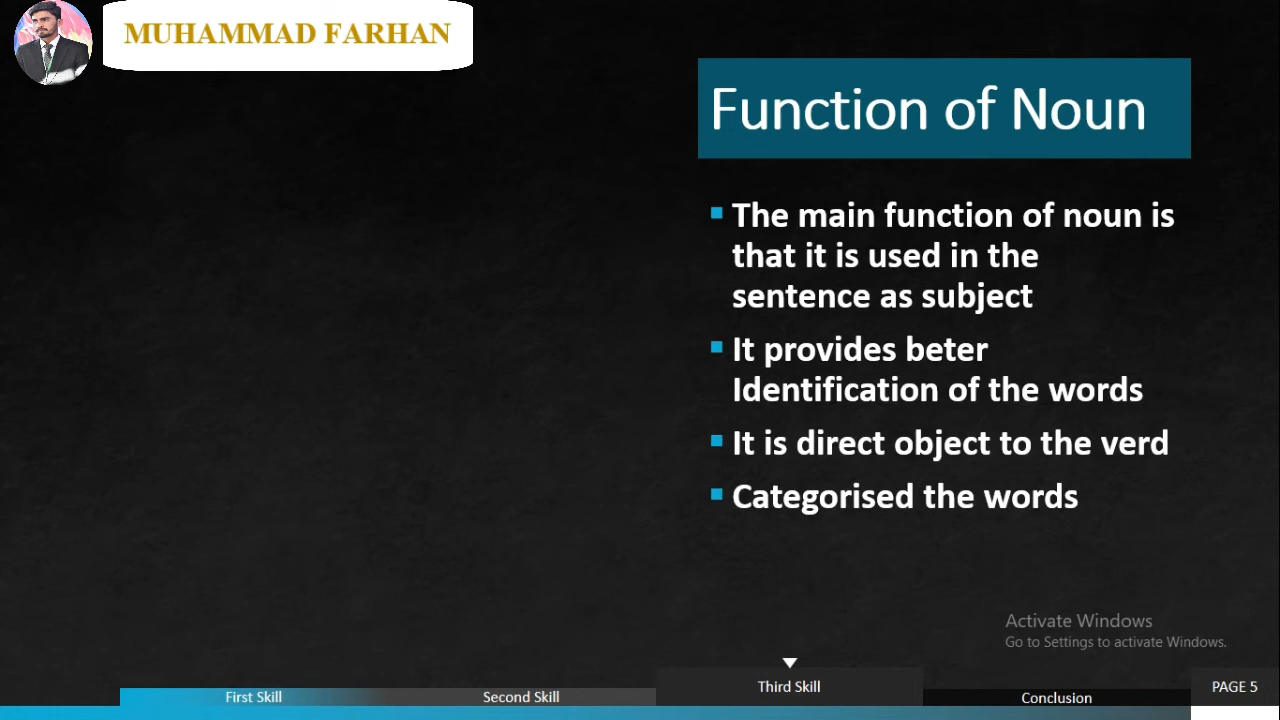 MUHAMMAD FARHAN
Function of Noun
The main function of noun is
that it is used in the
sentence as subject
It provides beter
Identification of the words
It is direct object to the verd
Categorised the words
Activate Windows
Go to Settings to activate Windows.
First Skill
Second Skill
Third Skill
Conclusion
PAGE 5